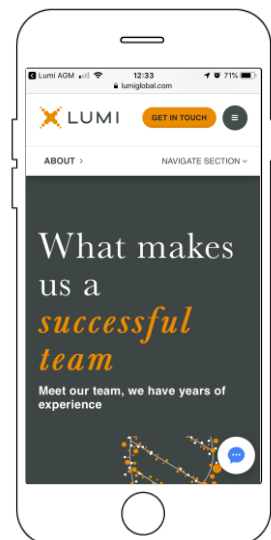 Lumi AGM 12:33 71%
lumiglobal.com
LUMI GET IN TOUCH
ABOUT > NAVIGATE SECTION
What makes
us a
successful
team
Meet our team, we have years of
experience